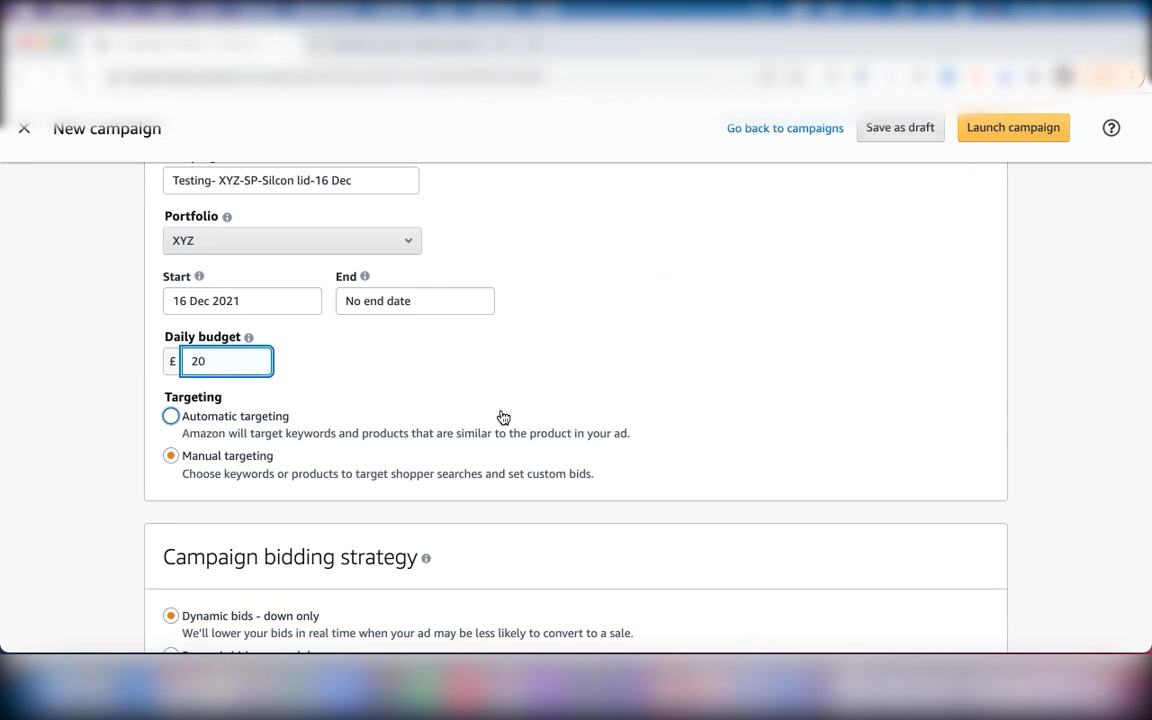 New campaign
Go back to campaigns
Save as draft
Launch campaign
Testing- XYZ-SP-Silcon lid-16 Dec
Portfolio
XYZ
Start
End
16 Dec 2021
No end date
Daily budget
£
20
Targeting
Automatic targeting
Amazon will target keywords and products that are similar to the product in your ad.
Manual targeting
Choose keywords or products to target shopper searches and set custom bids.
Campaign bidding strategy
Dynamic bids - down only
We'll lower your bids in real time when your ad may be less likely to convert to a sale.